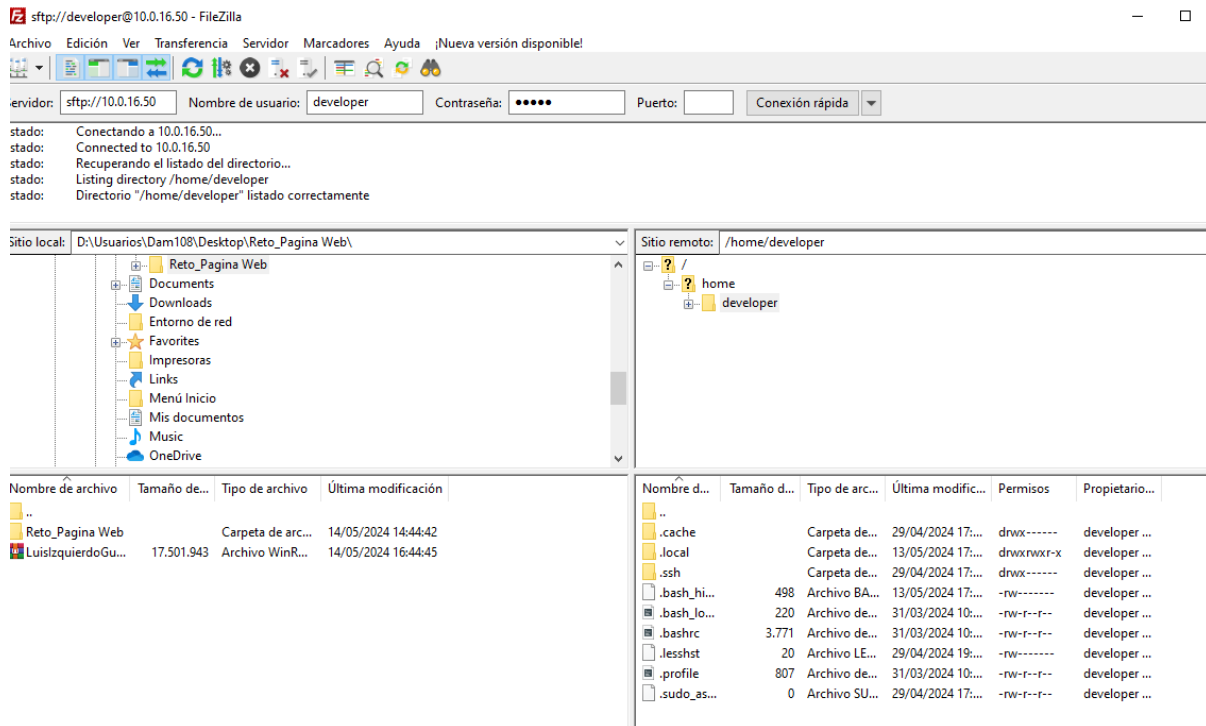 sftp://developer@10.0.16.50 - FileZilla
Archivo Edición Ver Transferencia Servidor Marcadores Ayuda ¡Nueva versión disponible!
ervidor: sftp://10.0.16.50 Nombre de usuario: developer Contraseña: ●●●●● Puerto: Conexión rápida
stado: Conectando a 10.0.16.50...
stado: Connected to 10.0.16.50
stado: Recuperando el listado del directorio...
stado: Listing directory /home/developer
stado: Directorio "/home/developer" listado correctamente
Sitio local: D:\Usuarios\Dam108\Desktop\Reto_Pagina Web\
Reto_Pagina Web
Documents
Downloads
Entorno de red
Favorites
Impresoras
Links
Menú Inicio
Mis documentos
Music
OneDrive
Sitio remoto: /home/developer
/
home
developer
Nombre de archivo Tamaño de... Tipo de archivo Última modificación
..
Reto_Pagina Web Carpeta de arc... 14/05/2024 14:44:42
LuisIzquierdoGu... 17.501.943 Archivo WinR... 14/05/2024 16:44:45
Nombre d... Tamaño d... Tipo de arc... Última modific... Permisos Propietario...
..
.cache Carpeta de... 29/04/2024 17:... drwx------ developer ...
.local Carpeta de... 13/05/2024 17:... drwxrwxr-x developer ...
.ssh Carpeta de... 29/04/2024 17:... drwx------ developer ...
.bash_hi... 498 Archivo BA... 13/05/2024 17:... -rw------- developer ...
.bash_lo... 220 Archivo de... 31/03/2024 10:... -rw-r--r-- developer ...
.bashrc 3.771 Archivo de... 31/03/2024 10:... -rw-r--r-- developer ...
.lesshst 20 Archivo LE... 29/04/2024 19:... -rw------- developer ...
.profile 807 Archivo de... 31/03/2024 10:... -rw-r--r-- developer ...
.sudo_as... 0 Archivo SU... 29/04/2024 17:... -rw-r--r-- developer ...